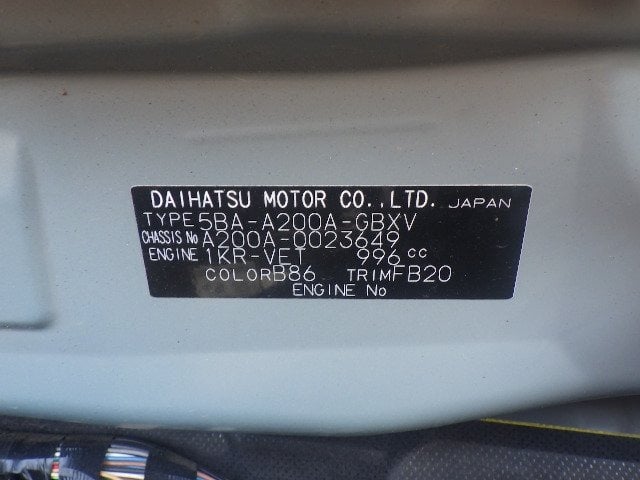 DAIHATSU MOTOR CO.,LTD. JAPAN
TYPE 5BA-A200A-GBXV
CHASSIS No A200A-0023649
ENGINE 1KR-VET 996 cc
COLOR B86 TRIM FB20
ENGINE No